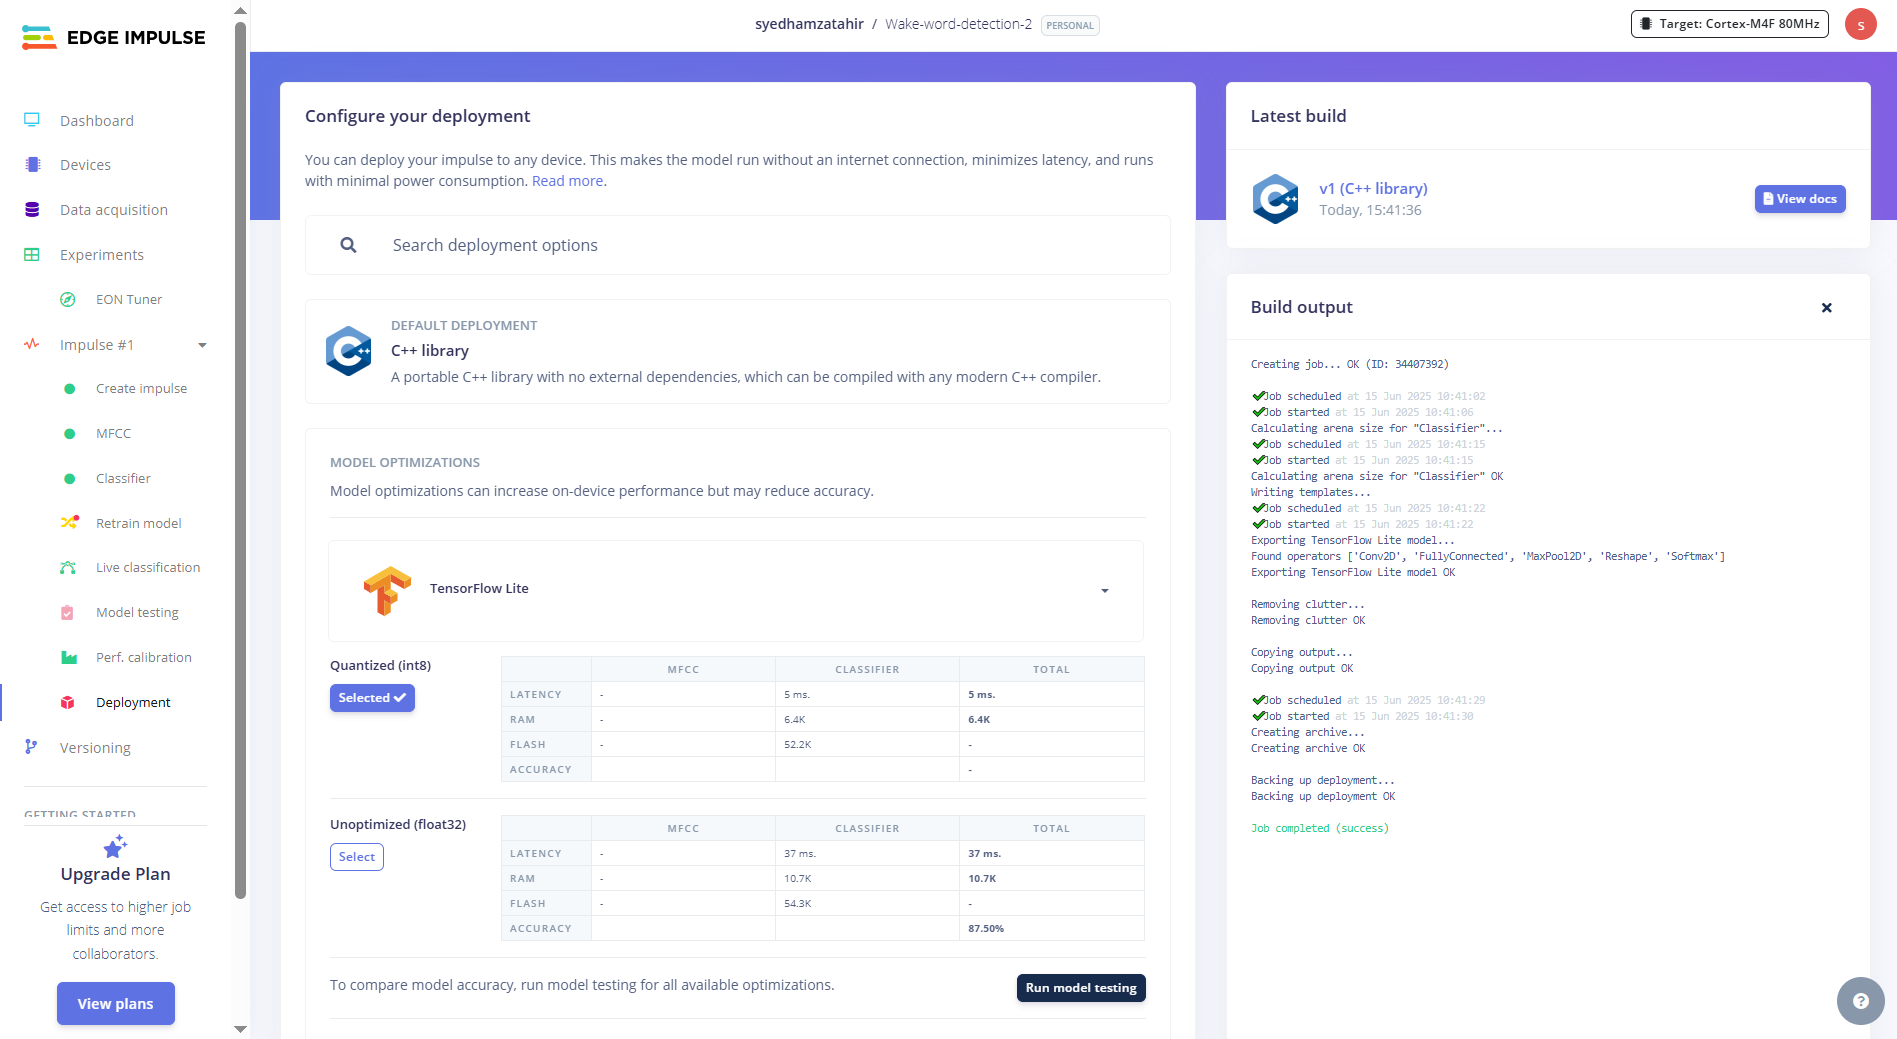 EDGE IMPULSE
Dashboard
Devices
Data acquisition
Experiments
EON Tuner
Impulse #1
Create impulse
MFCC
Classifier
Retrain model
Live classification
Model testing
Perf. calibration
Deployment
Versioning
GETTING STARTED
Upgrade Plan
Get access to higher job
limits and more
collaborators.
View plans
syedhamzatahir / Wake-word-detection-2 PERSONAL
Target: Cortex-M4F 80MHz
S
Configure your deployment
You can deploy your impulse to any device. This makes the model run without an internet connection, minimizes latency, and runs
with minimal power consumption. Read more.
Search deployment options
DEFAULT DEPLOYMENT
C++ library
A portable C++ library with no external dependencies, which can be compiled with any modern C++ compiler.
MODEL OPTIMIZATIONS
Model optimizations can increase on-device performance but may reduce accuracy.
TensorFlow Lite
Quantized (int8)
Selected
MFCC CLASSIFIER TOTAL
LATENCY - 5 ms. 5 ms.
RAM - 6.4K 6.4K
FLASH - 52.2K -
ACCURACY -
Unoptimized (float32)
Select
MFCC CLASSIFIER TOTAL
LATENCY - 37 ms. 37 ms.
RAM - 10.7K 10.7K
FLASH - 54.3K -
ACCURACY 87.50%
To compare model accuracy, run model testing for all available optimizations.
Run model testing
Latest build
C++
v1 (C++ library)
Today, 15:41:36
View docs
Build output
Creating job... OK (ID: 34407392)
Job scheduled at 15 Jun 2025 10:41:02
Job started at 15 Jun 2025 10:41:06
Calculating arena size for "Classifier"...
Job scheduled at 15 Jun 2025 10:41:15
Job started at 15 Jun 2025 10:41:15
Calculating arena size for "Classifier" OK
Writing templates...
Job scheduled at 15 Jun 2025 10:41:22
Job started at 15 Jun 2025 10:41:22
Exporting TensorFlow Lite model...
Found operators ['Conv2D', 'FullyConnected', 'MaxPool2D', 'Reshape', 'Softmax']
Exporting TensorFlow Lite model OK
Removing clutter...
Removing clutter OK
Copying output...
Copying output OK
Job scheduled at 15 Jun 2025 10:41:29
Job started at 15 Jun 2025 10:41:30
Creating archive...
Creating archive OK
Backing up deployment...
Backing up deployment OK
Job completed (success)